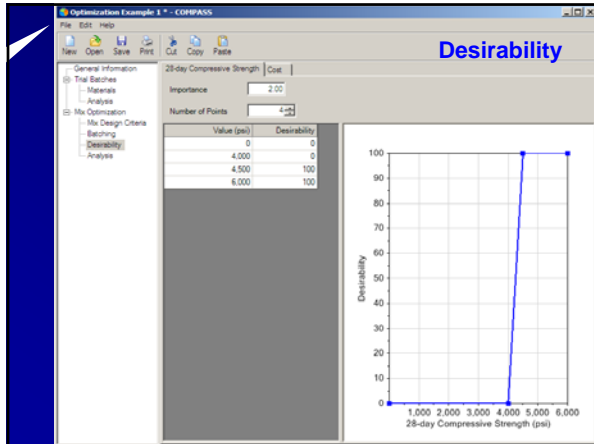 Optimization Example 1 * - COMPASS
File Edit Help
New Open Save Print Cut Copy Paste
Desirability
General Information
Trial Batches
Materials
Analysis
Mix Optimization
Mix Design Criteria
Batching
Desirability
Analysis
28-day Compressive Strength Cost
Importance 2.00
Number of Points 4
Value (psi) Desirability
0 0
4,000 0
4,500 100
6,000 100
100
90
80
70
60
50
40
30
20
10
0
Desirability
1,000 2,000 3,000 4,000 5,000 6,000
28-day Compressive Strength (psi)